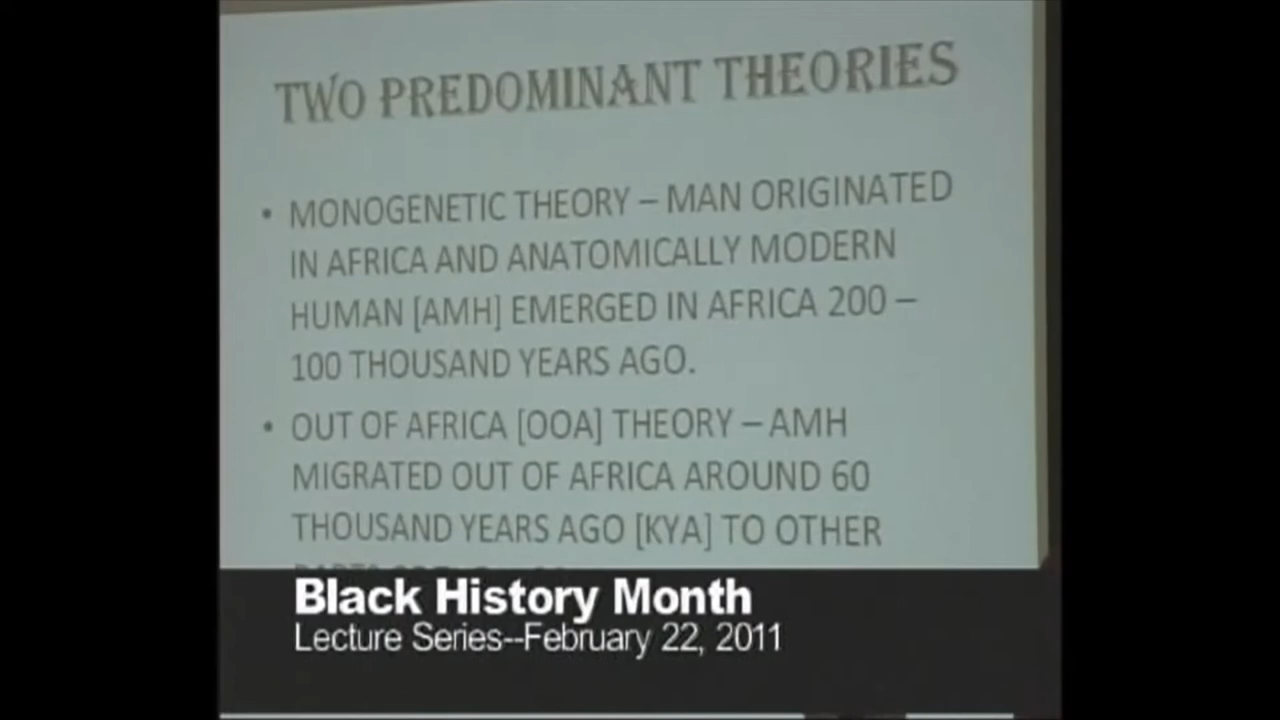 TWO PREDOMINANT THEORIES
• MONOGENETIC THEORY – MAN ORIGINATED
IN AFRICA AND ANATOMICALLY MODERN
HUMAN [AMH] EMERGED IN AFRICA 200 –
100 THOUSAND YEARS AGO.
• OUT OF AFRICA [OOA] THEORY – AMH
MIGRATED OUT OF AFRICA AROUND 60
THOUSAND YEARS AGO [KYA] TO OTHER
Black History Month
Lecture Series--February 22, 2011